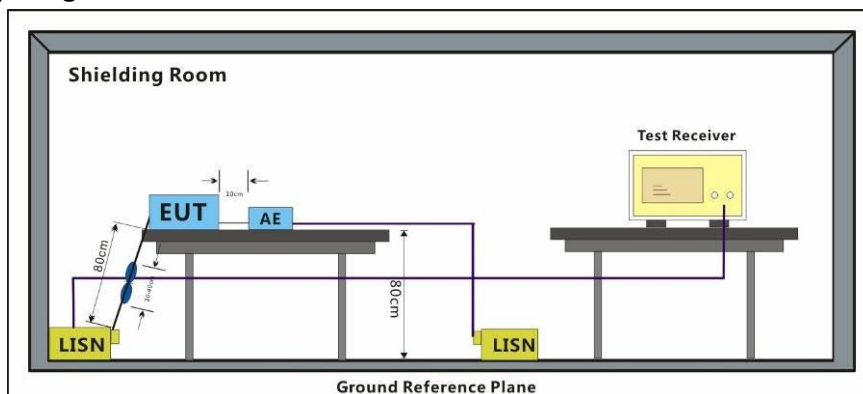 Shielding Room
Test Receiver
10cm
EUT
AE
80cm
80cm
LISN
LISN
Ground Reference Plane